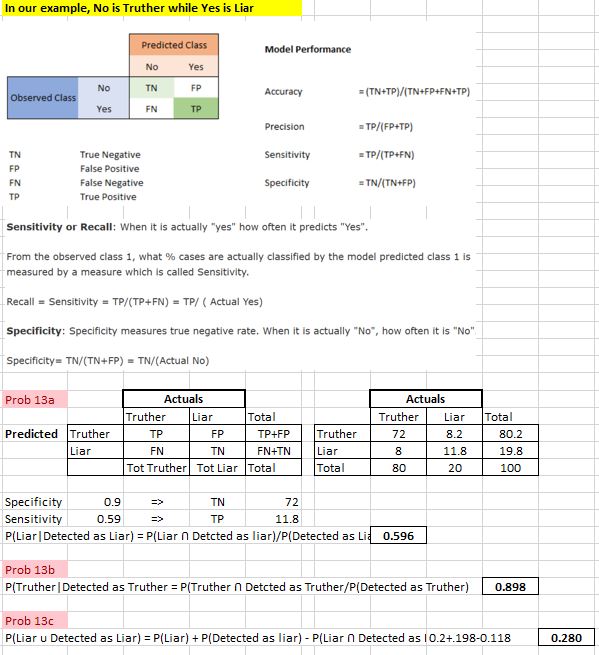 In our example, No is Truther while Yes is Liar
Predicted Class
Model Performance
No Yes
Observed Class No TN FP
Accuracy = (TN+TP)/(TN+FP+FN+TP)
Yes FN TP
Precision = TP/(FP+TP)
TN True Negative
Sensitivity = TP/(TP+FN)
FP False Positive
FN False Negative
Specificity = TN/(TN+FP)
TP True Positive
Sensitivity or Recall: When it is actually "yes" how often it predicts "Yes".
From the observed class 1, what % cases are actually classified by the model predicted class 1 is
measured by a measure which is called Sensitivity.
Recall = Sensitivity = TP/(TP+FN) = TP/ ( Actual Yes)
Specificity: Specificity measures true negative rate. When it is actually "No", how often it is "No"
Specificity= TN/(TN+FP) = TN/(Actual No)
Prob 13a Actuals Actuals
Truther Liar Total Truther Liar Total
Predicted Truther TP FP TP+FP Truther 72 8.2 80.2
Liar FN TN FN+TN Liar 8 11.8 19.8
Tot Truther Tot Liar Total Total 80 20 100
Specificity 0.9 => TN 72
Sensitivity 0.59 => TP 11.8
P(Liar|Detected as Liar) = P(Liar ∩ Detcted as liar)/P(Detected as Lia 0.596
Prob 13b
P(Truther|Detected as Truther = P(Truther ∩ Detcted as Truther/P(Detected as Truther) 0.898
Prob 13c
P(Liar ∪ Detected as Liar) = P(Liar) + P(Detected as liar) - P(Liar ∩ Detected as l 0.2+.198-0.118 0.280